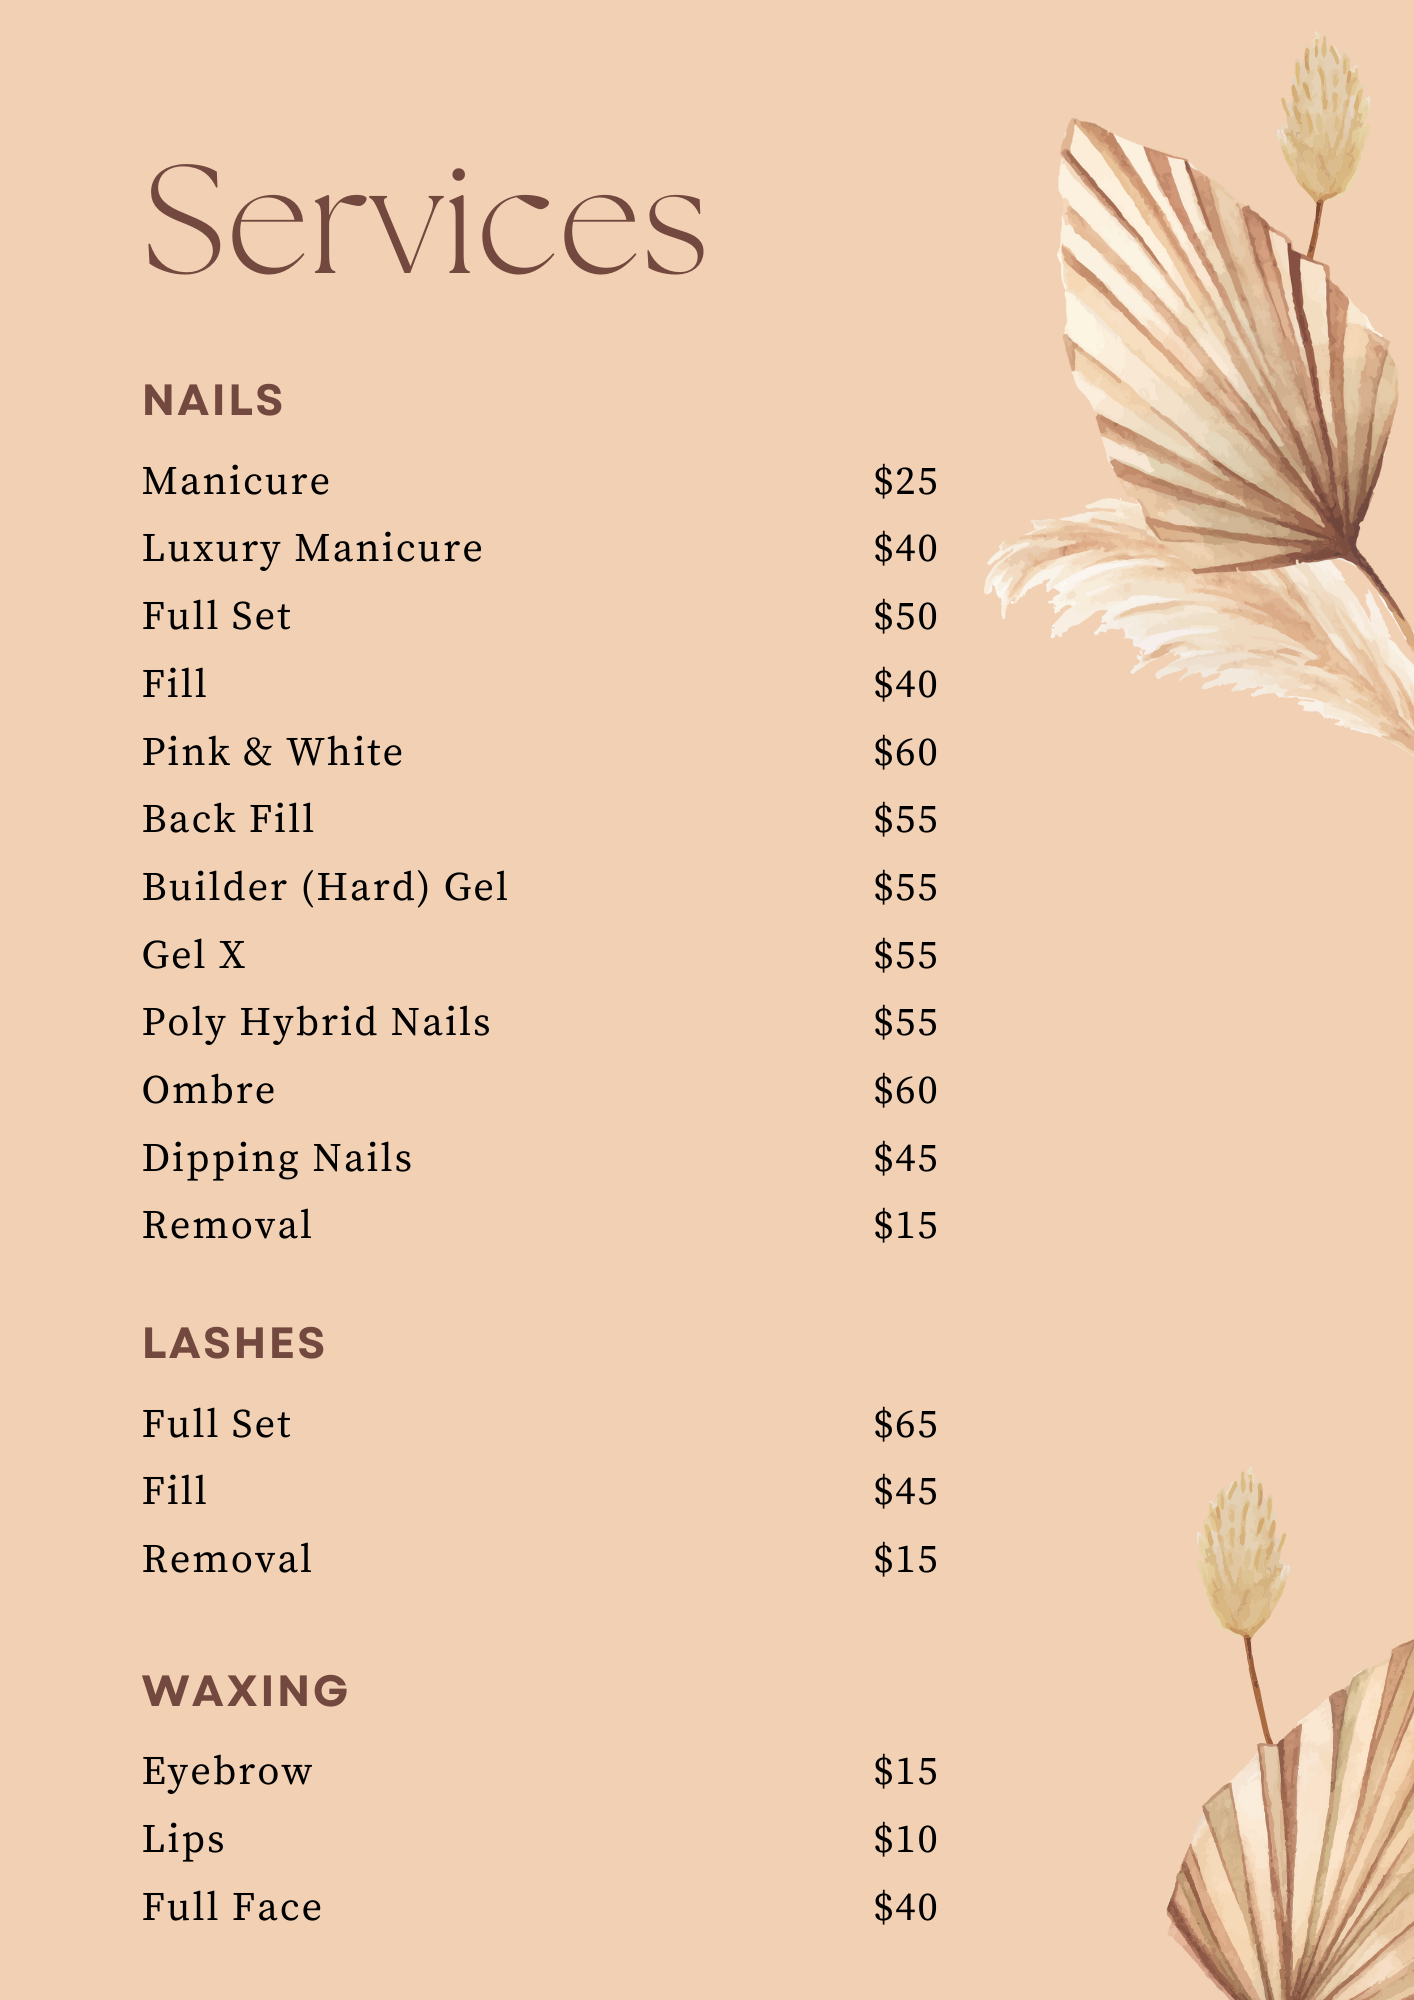 Services
NAILS
Manicure $25
Luxury Manicure $40
Full Set $50
Fill $40
Pink & White $60
Back Fill $55
Builder (Hard) Gel $55
Gel X $55
Poly Hybrid Nails $55
Ombre $60
Dipping Nails $45
Removal $15
LASHES
Full Set $65
Fill $45
Removal $15
WAXING
Eyebrow $15
Lips $10
Full Face $40